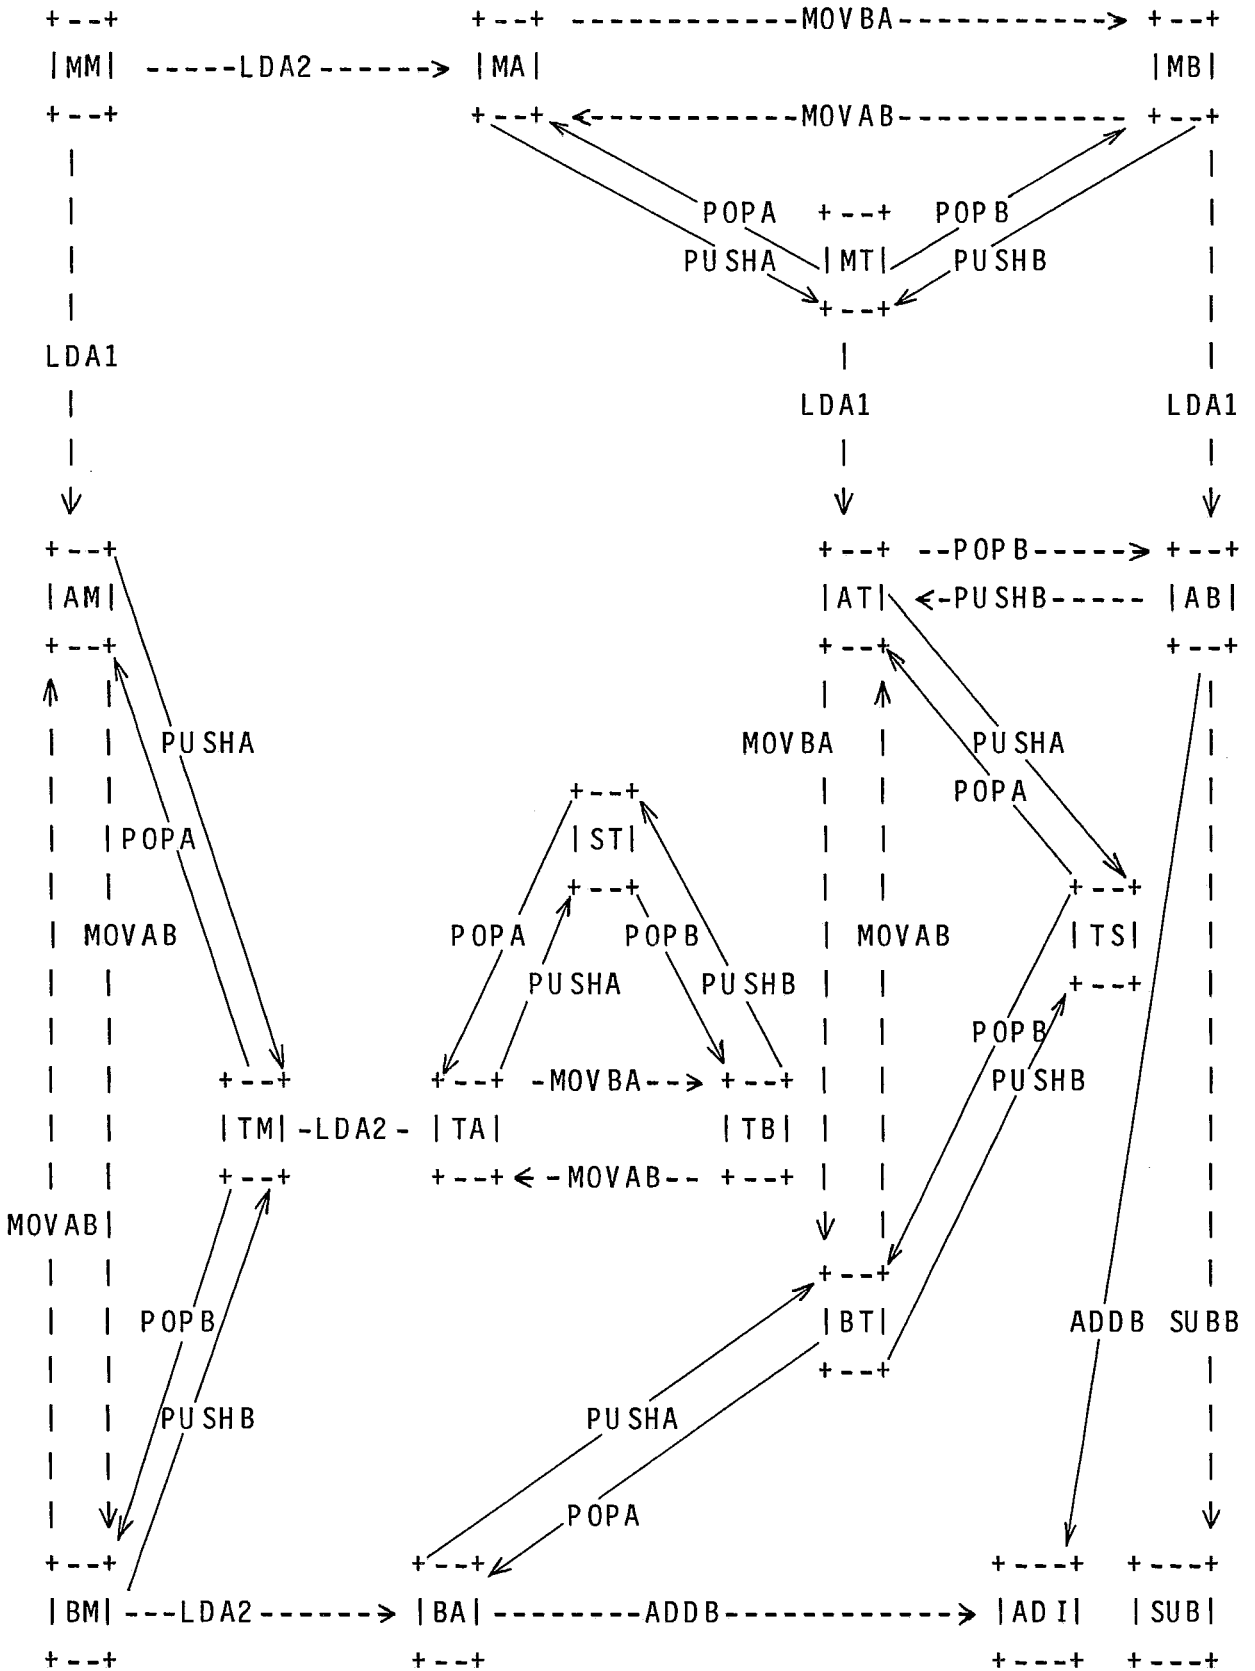 MOVBA
MM LDA2 MA MB
MOVAB
POPA POPB
PUSHA MT PUSHB
LDA1
LDA1 LDA1
POPB
AM AT PUSHB AB
PUSHA MOVBA PUSHA
POPA
POPA ST
MOVAB POPA POPB MOVAB TS
PUSHA PUSHB
POPB
MOVBA PUSHB
TM LDA2 TA TB
MOVAB
MOVAB
POPB BT ADDB SUBB
PUSHB PUSHA
POPA
BM LDA2 BA ADDB ADI SUB